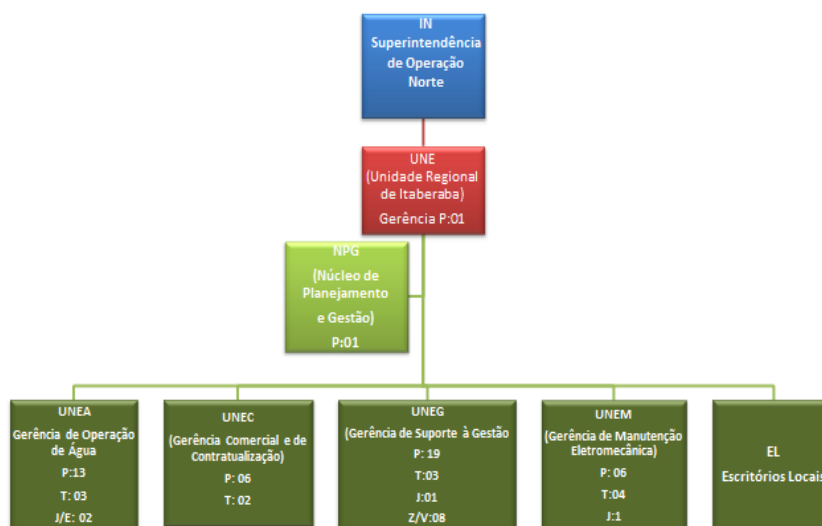 IN
Superintendência
de Operação
Norte
UNE
(Unidade Regional
de Itaberaba)
Gerência P:01
NPG
(Núcleo de
Planejamento
e Gestão)
P:01
UNEA
Gerência de Operação
de Água
P:13
T: 03
J/E: 02
UNEC
(Gerência Comercial e de
Contratualização)
P: 06
T: 02
UNEG
(Gerência de Suporte à Gestão
P: 19
T:03
J:01
Z/V:08
UNEM
(Gerência de Manutenção
Eletromecânica)
P: 06
T:04
J:1
EL
Escritórios Locais